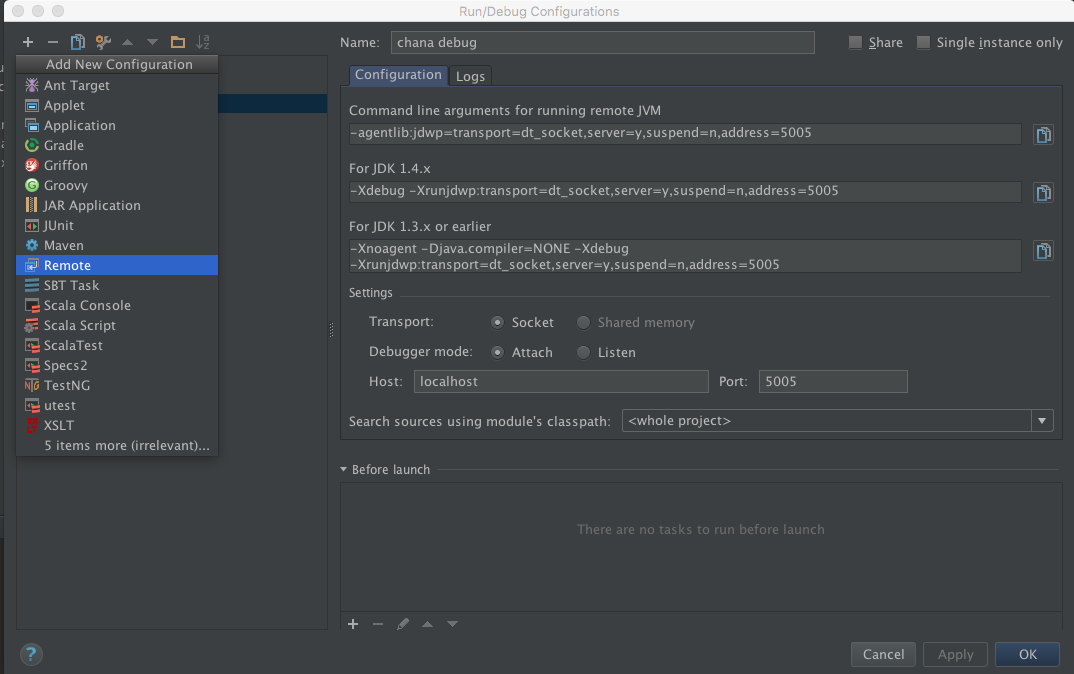 Run/Debug Configurations
Name: chana debug Share Single instance only
Add New Configuration
Ant Target
Applet
Application
Gradle
Griffon
Groovy
JAR Application
JUnit
Maven
Remote
SBT Task
Scala Console
Scala Script
ScalaTest
Specs2
TestNG
utest
XSLT
5 items more (irrelevant)...
Configuration Logs
Command line arguments for running remote JVM
-agentlib:jdwp=transport=dt_socket,server=y,suspend=n,address=5005
For JDK 1.4.x
-Xdebug -Xrunjdwp:transport=dt_socket,server=y,suspend=n,address=5005
For JDK 1.3.x or earlier
-Xnoagent -Djava.compiler=NONE -Xdebug
-Xrunjdwp:transport=dt_socket,server=y,suspend=n,address=5005
Settings
Transport: Socket Shared memory
Debugger mode: Attach Listen
Host: localhost Port: 5005
Search sources using module's classpath: <whole project>
Before launch
There are no tasks to run before launch
? Cancel Apply OK